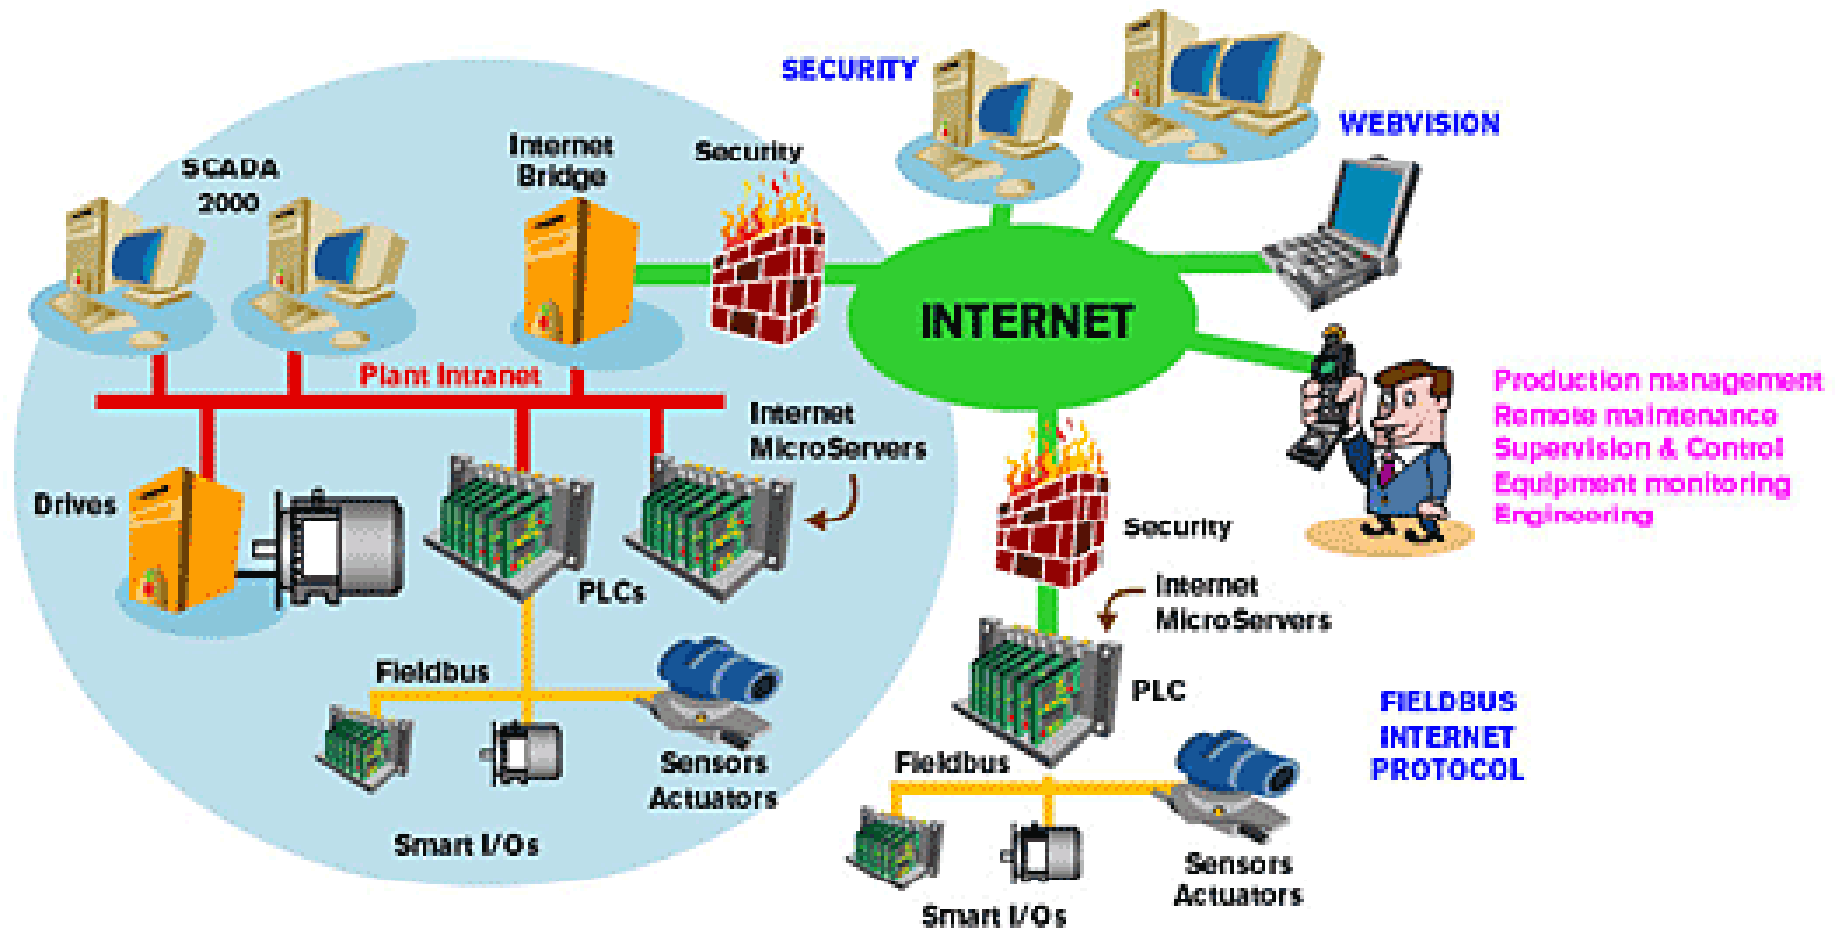 SECURITY
WEBVISION
Internet
Bridge
Security
SCADA
2000
INTERNET
Plant Intranet
Internet
MicroServers
Production management
Remote maintenance
Supervision & Control
Equipment monitoring
Engineering
Drives
PLCs
Security
Internet
MicroServers
Fieldbus
PLC
FIELDBUS
INTERNET
PROTOCOL
Sensors
Actuators
Smart I/Os
Fieldbus
Sensors
Actuators
Smart I/Os